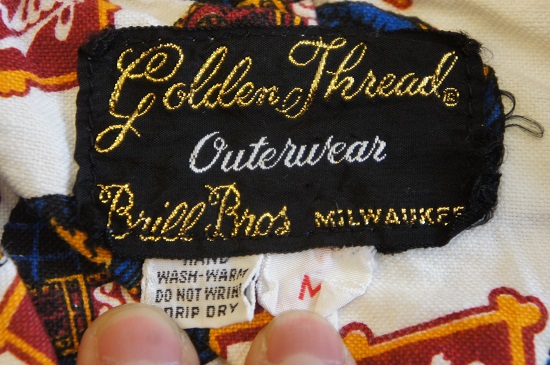 Golden Thread®
Outerwear
Brill Bros MILWAUKEE
HAND
WASH-WARM
DO NOT WRING
DRIP DRY
M